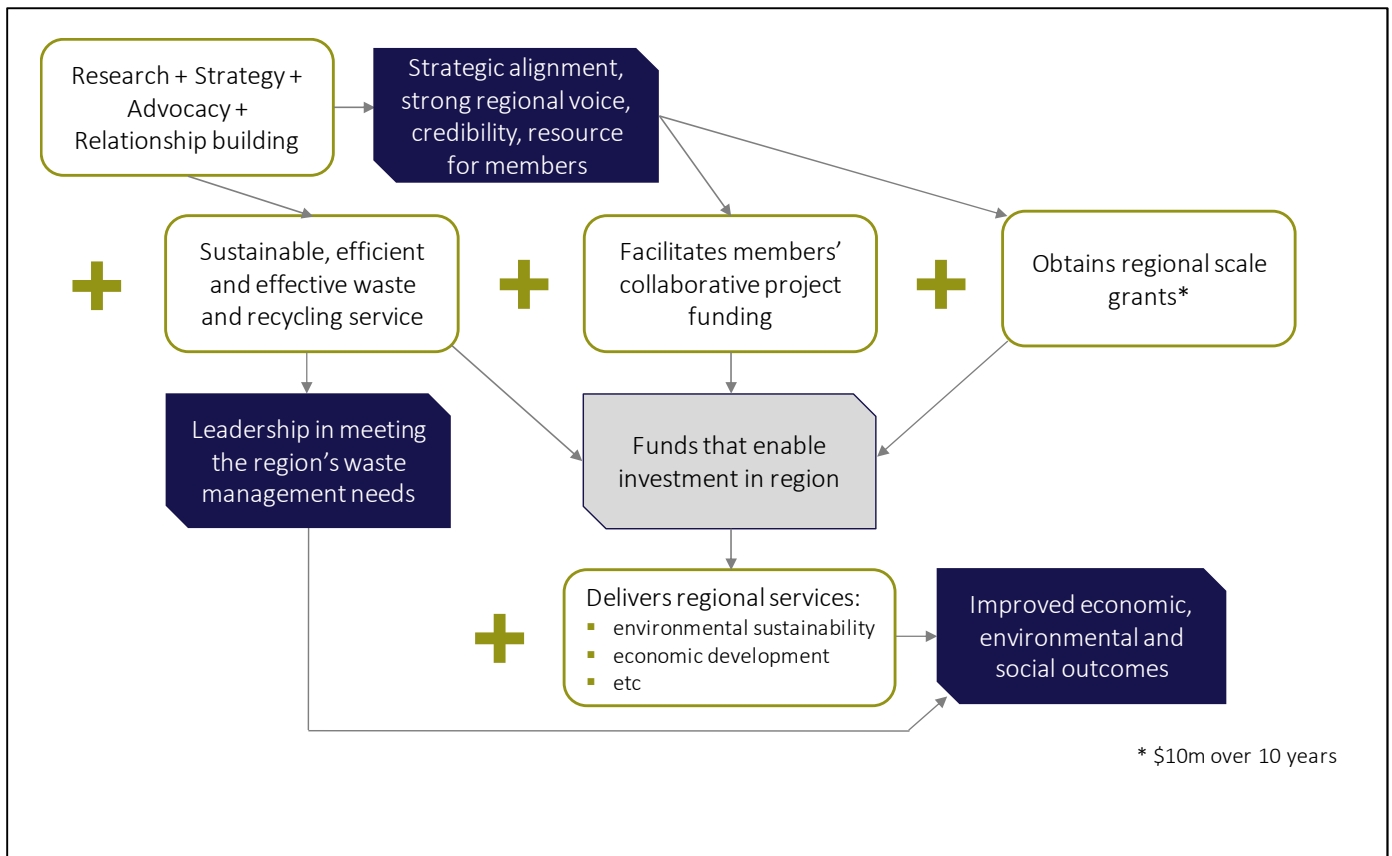 Research + Strategy +
Advocacy +
Relationship building
Strategic alignment,
strong regional voice,
credibility, resource
for members
Sustainable, efficient
and effective waste
and recycling service
Facilitates members’
collaborative project
funding
Obtains regional scale
grants*
Leadership in meeting
the region’s waste
management needs
Funds that enable
investment in region
Delivers regional services:
▪ environmental sustainability
▪ economic development
▪ etc
Improved economic,
environmental and
social outcomes
* $10m over 10 years